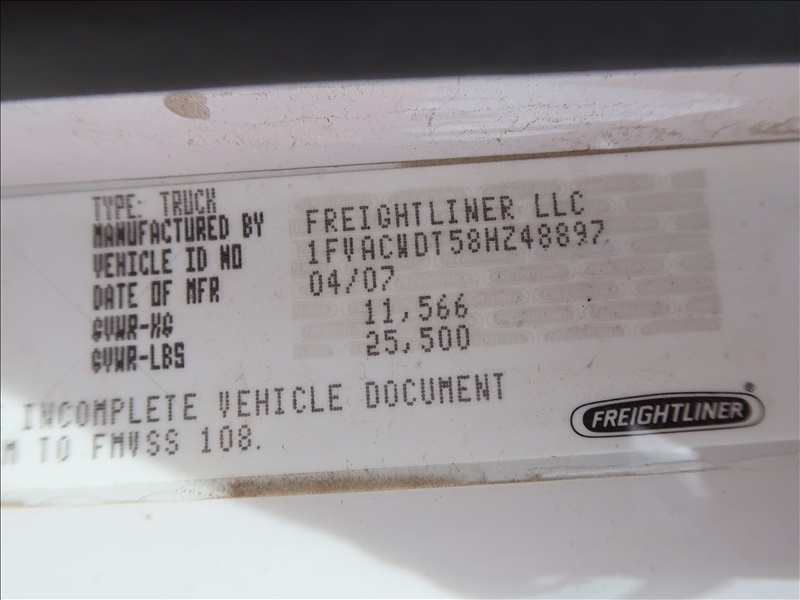 TYPE: TRUCK
MANUFACTURED BY FREIGHTLINER LLC
VEHICLE ID NO 1FVACWDT58HZ48897
DATE OF MFR 04/07
GVWR-KG 11,566
GVWR-LBS 25,500
INCOMPLETE VEHICLE DOCUMENT
TO FMVSS 108.
FREIGHTLINER®